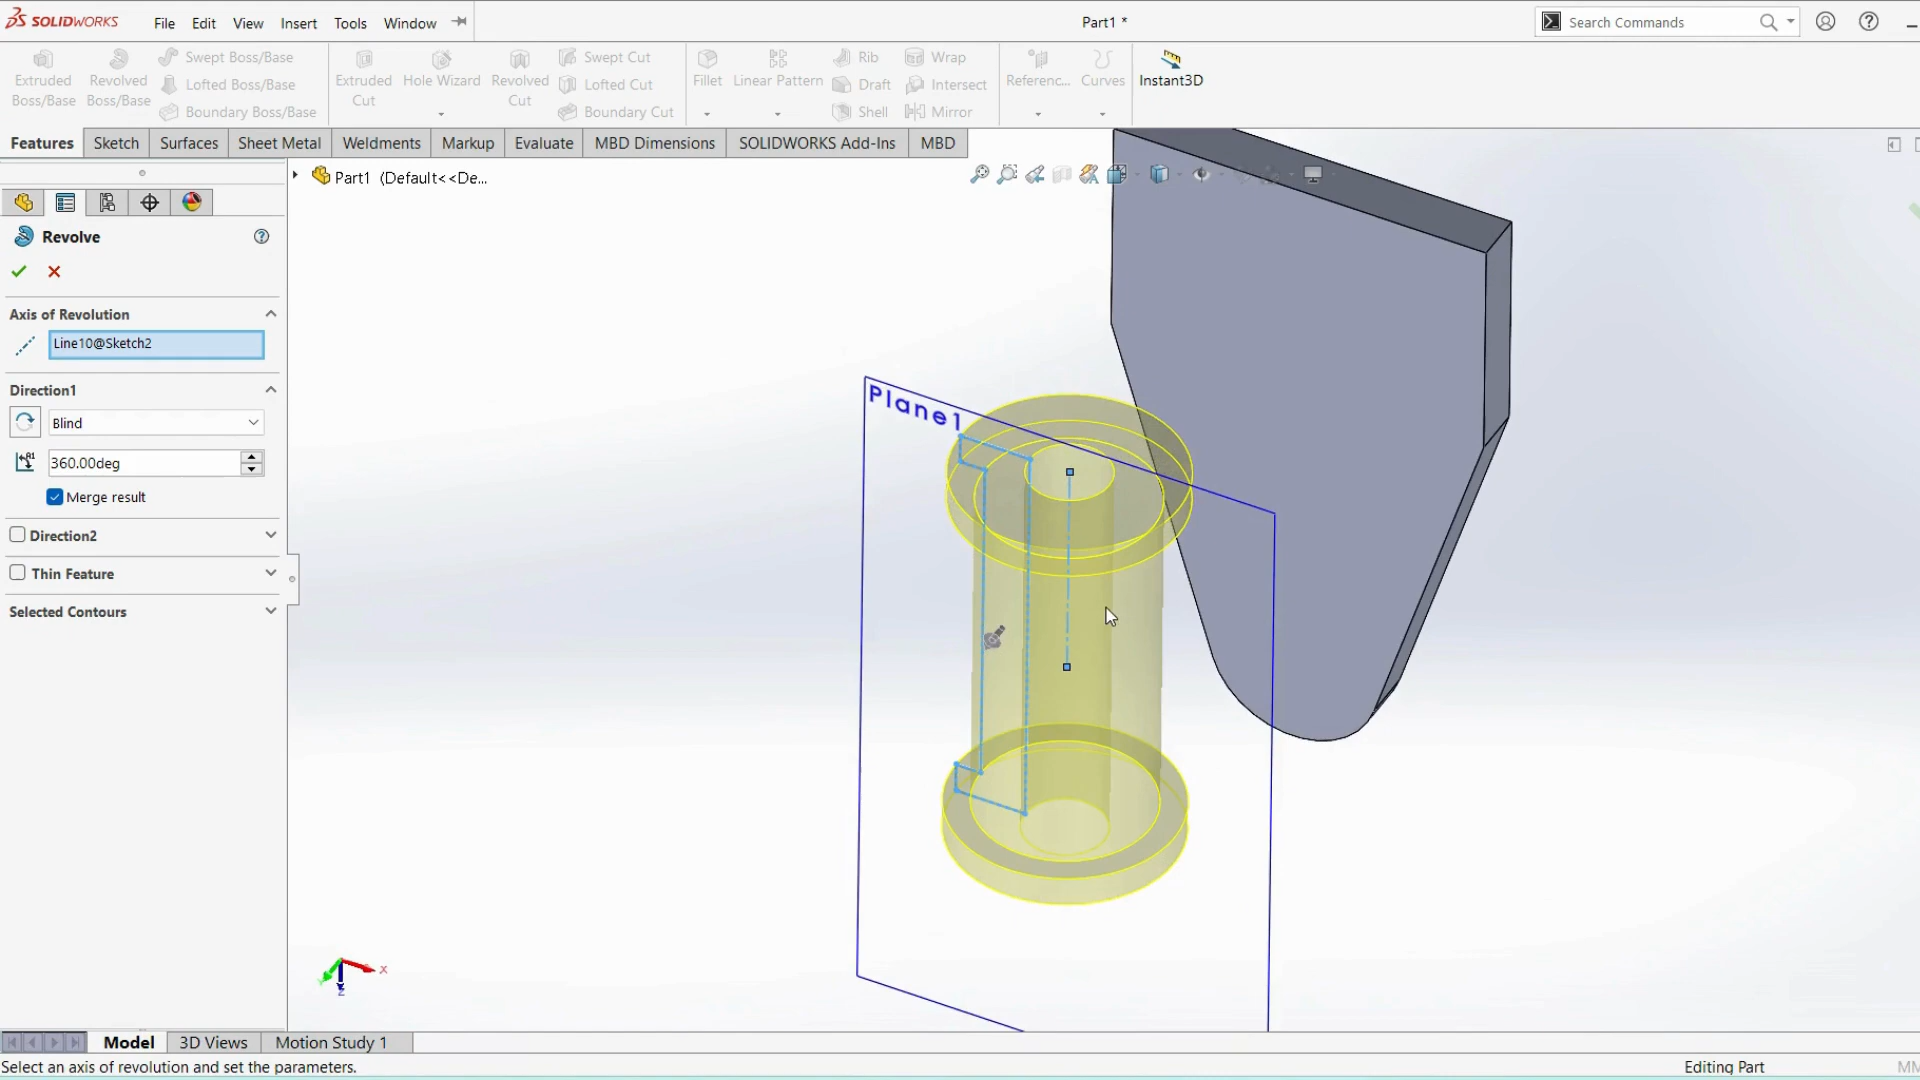 SOLIDWORKS File Edit View Insert Tools Window Part1 * Search Commands
Extruded Boss/Base
Revolved Boss/Base
Swept Boss/Base
Lofted Boss/Base
Boundary Boss/Base
Extruded Cut
Hole Wizard
Revolved Cut
Swept Cut
Lofted Cut
Boundary Cut
Fillet
Linear Pattern
Rib
Draft
Shell
Wrap
Intersect
Mirror
Referenc...
Curves
Instant3D
Features Sketch Surfaces Sheet Metal Weldments Markup Evaluate MBD Dimensions SOLIDWORKS Add-Ins MBD
Part1 (Default<<De...
Revolve
Axis of Revolution
Line10@Sketch2
Direction1
Blind
360.00deg
Merge result
Direction2
Thin Feature
Selected Contours
Plane1
x
z
Model 3D Views Motion Study 1
Select an axis of revolution and set the parameters. Editing Part